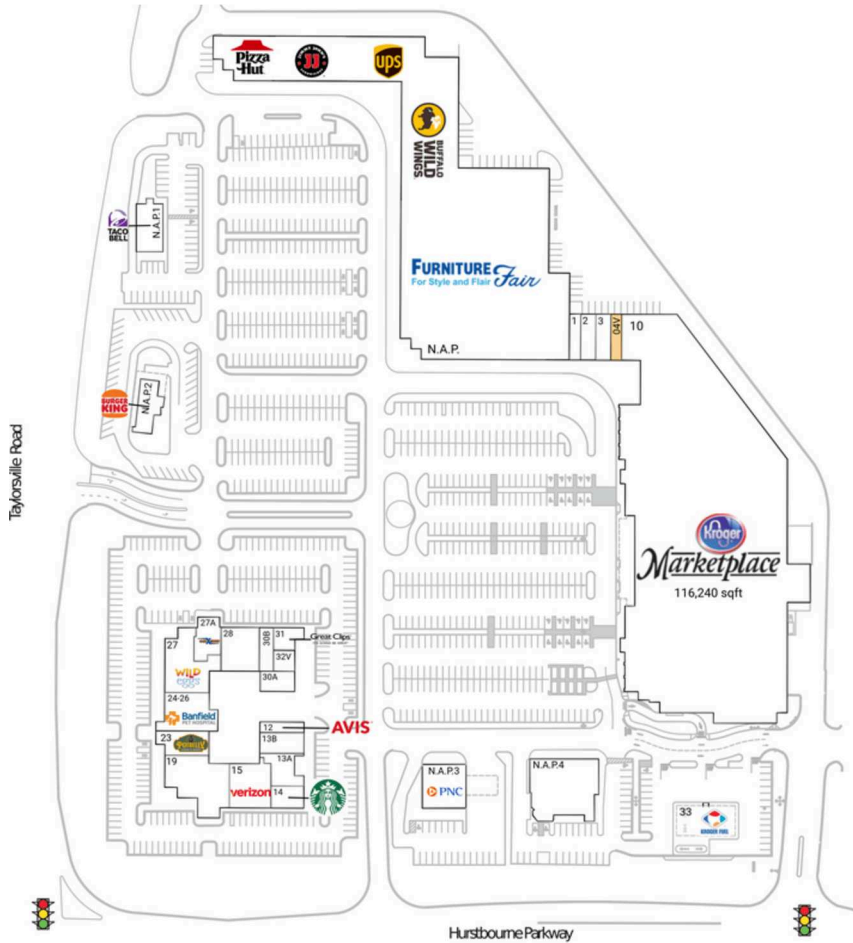 Pizza
Hut
JJ
ups
BUFFALO
WILD
WINGS
TACO
BELL
N.A.P.1
FURNITURE Fair
For Style and Flair
1
2
3
04V
10
N.A.P.
BURGER
KING
N.A.P.2
Taylorsville Road
Kroger
Marketplace
116,240 sqft
27A
27
28
30B
31
Great Clips
32V
WILD
eggs
30A
24-26
Banfield
PET HOSPITAL
12
AVIS
23
13B
19
13A
15
verizon
14
N.A.P.3
PNC
N.A.P.4
33
KROGER FUEL
Hurstbourne Parkway